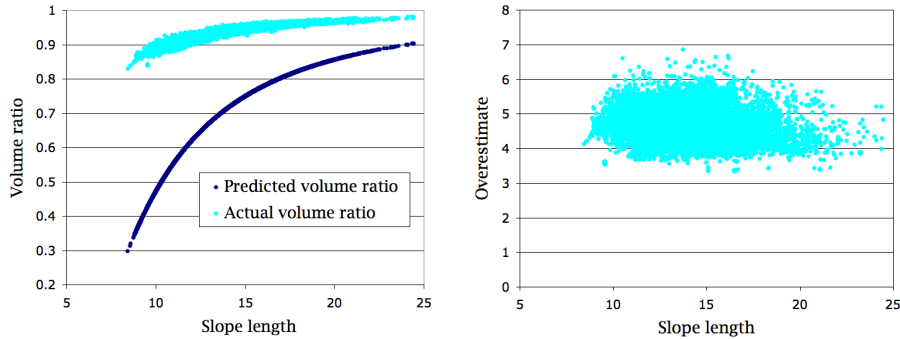 1
0.9
0.8
0.7
0.6
0.5
0.4
0.3
0.2
Volume ratio
Predicted volume ratio
Actual volume ratio
5 10 15 20 25
Slope length
8
7
6
5
4
3
2
1
0
Overestimate
5 10 15 20 25
Slope length